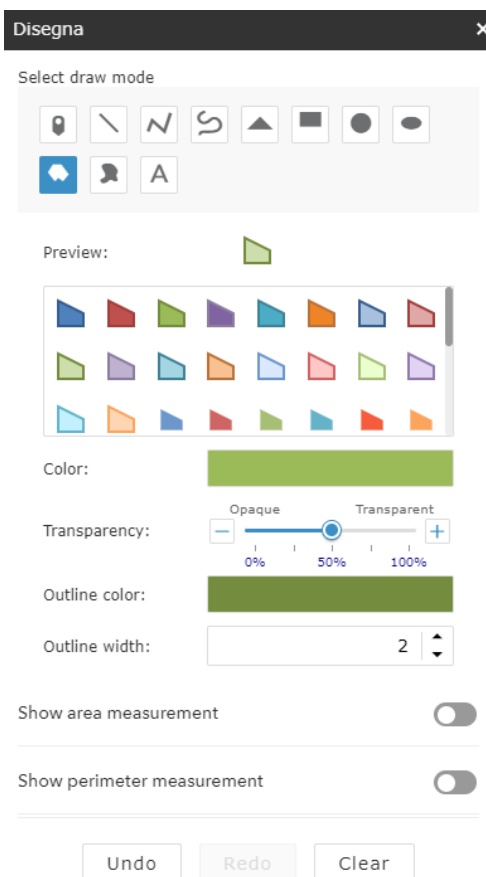 Disegna
Select draw mode
A
Preview:
Color:
Opaque Transparent
Transparency:
0% 50% 100%
Outline color:
Outline width: 2
Show area measurement
Show perimeter measurement
Undo Redo Clear